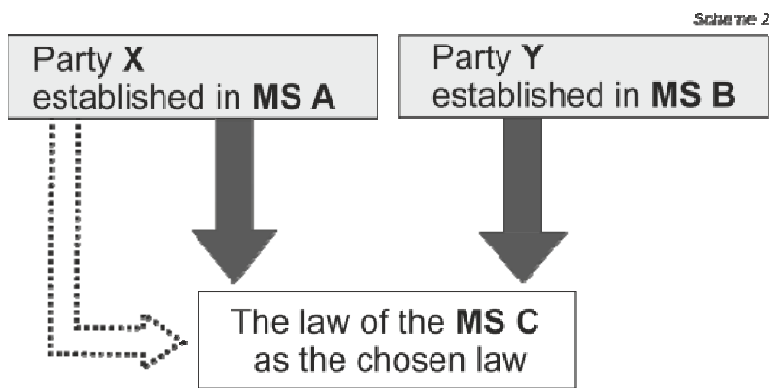 Scheme 2
Party X
established in MS A
Party Y
established in MS B
The law of the MS C
as the chosen law